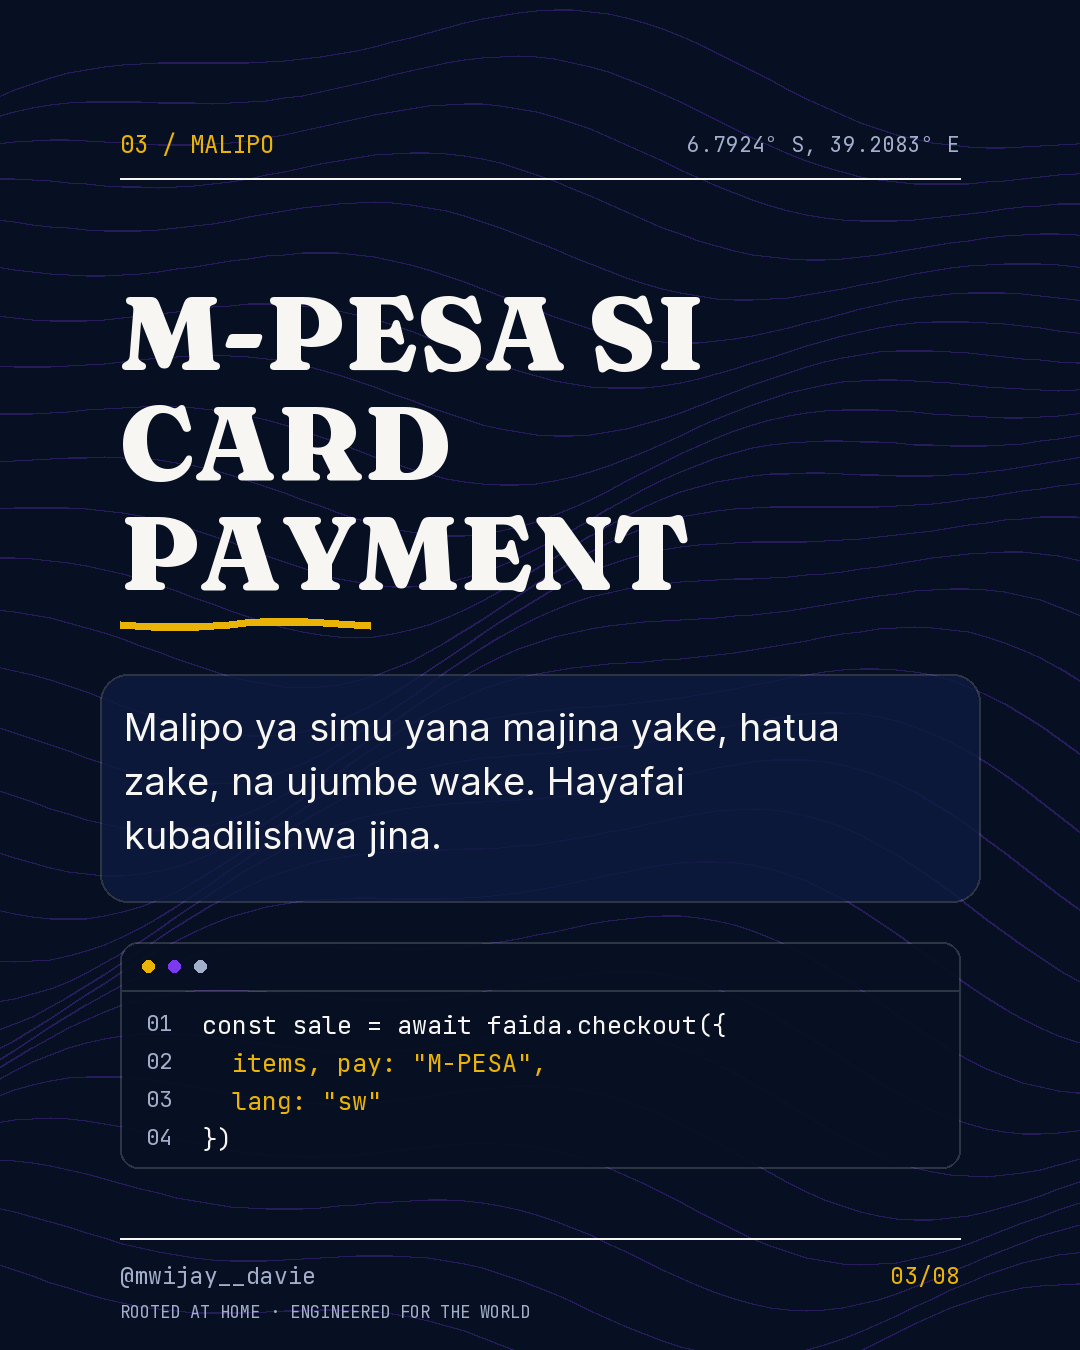 03 / MALIPO
6.7924° S, 39.2083° E
M-PESA SI
CARD
PAYMENT
Malipo ya simu yana majina yake, hatua
zake, na ujumbe wake. Hayafai
kubadilishwa jina.
01 const sale = await faida.checkout({
02 items, pay: "M-PESA",
03 lang: "sw"
04 })
@mwijay__davie
03/08
ROOTED AT HOME · ENGINEERED FOR THE WORLD